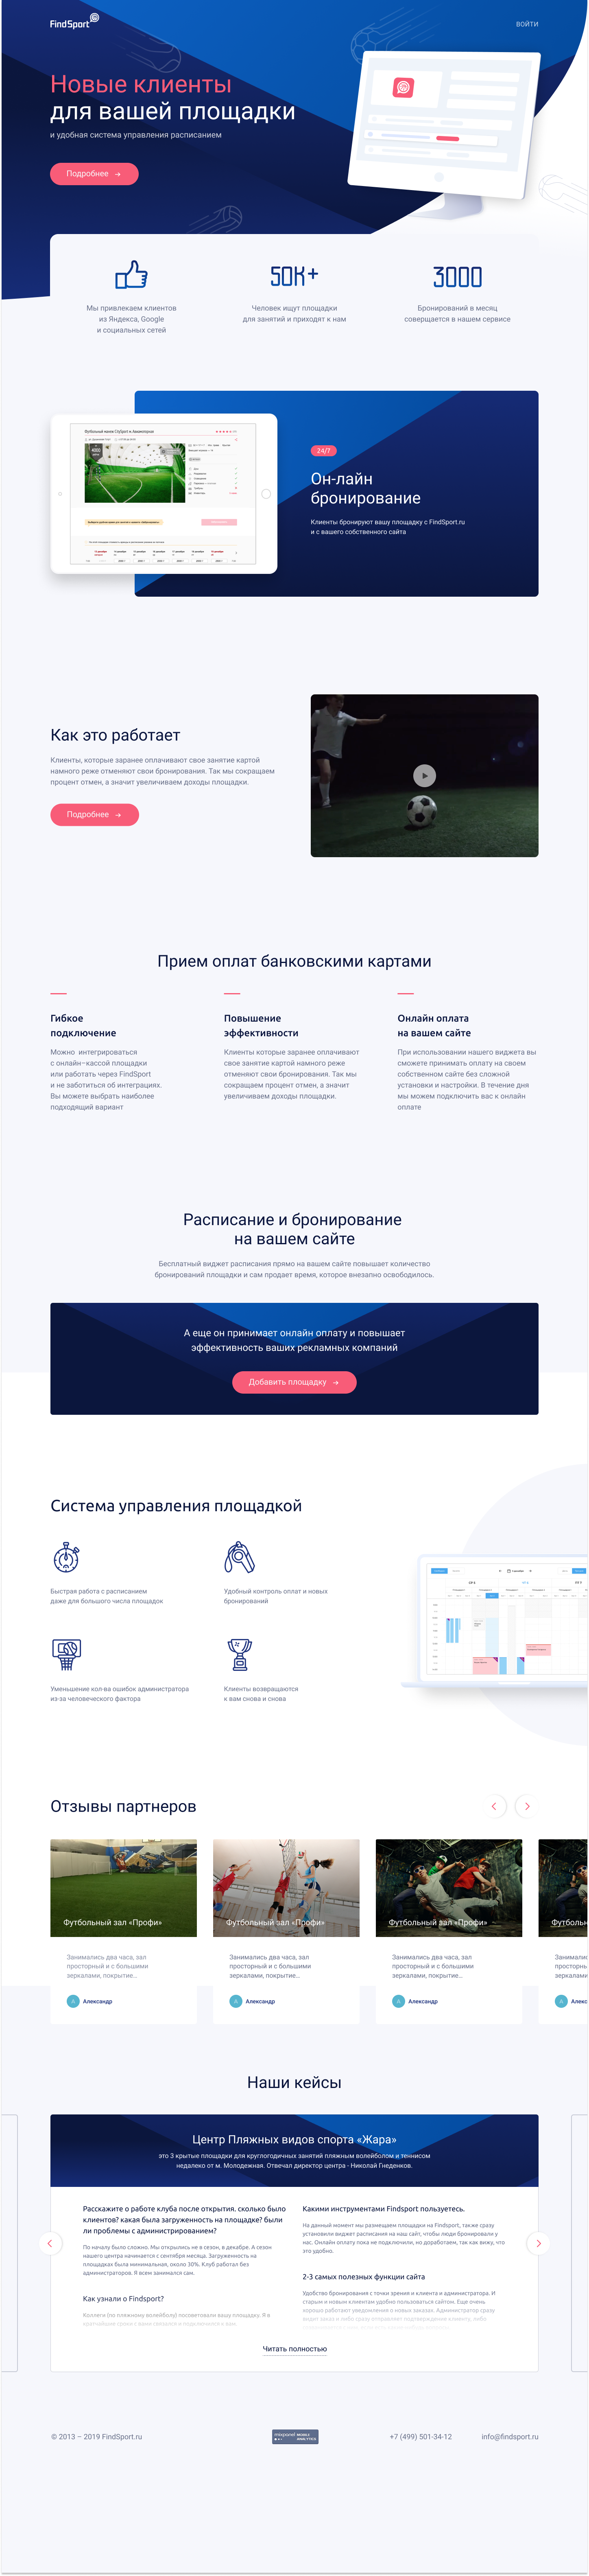 FindSport
ВОЙТИ
Новые клиенты
для вашей площадки
и удобная система управления расписанием
Подробнее
50K+
3000
Мы привлекаем клиентов
из Яндекса, Google
и социальных сетей
Человек ищут площадки
для занятий и приходят к нам
Бронирований в месяц
совершается в нашем сервисе
24/7
Он-лайн
бронирование
Клиенты бронируют вашу площадку с FindSport.ru
и с вашего собственного сайта
Как это работает
Клиенты, которые заранее оплачивают свое занятие картой
намного реже отменяют свои бронирования. Так мы сокращаем
процент отмен, а значит увеличиваем доходы площадки.
Подробнее
Прием оплат банковскими картами
Гибкое
подключение
Можно интегрироваться
с онлайн–кассой площадки
или работать через FindSport
и не заботиться об интеграциях.
Вы можете выбрать наиболее
подходящий вариант
Повышение
эффективности
Клиенты которые заранее оплачивают
свое занятие картой намного реже
отменяют свои бронирования. Так мы
сокращаем процент отмен, а значит
увеличиваем доходы площадки.
Онлайн оплата
на вашем сайте
При использовании нашего виджета вы
сможете принимать оплату на своем
собственном сайте без сложной
установки и настройки. В течение дня
мы можем подключить вас к онлайн
оплате
Расписание и бронирование
на вашем сайте
Бесплатный виджет расписания прямо на вашем сайте повышает количество
бронирований площадки и сам продает время, которое внезапно освободилось.
А еще он принимает онлайн оплату и повышает
эффективность ваших рекламных компаний
Добавить площадку
Система управления площадкой
Быстрая работа с расписанием
даже для большого числа площадок
Удобный контроль оплат и новых
бронирований
Уменьшение кол-ва ошибок администратора
из-за человеческого фактора
Клиенты возвращаются
к вам снова и снова
Отзывы партнеров
Футбольный зал «Профи»
Футбольный зал «Профи»
Футбольный зал «Профи»
Футбольн
Занимались два часа, зал
просторный и с большими
зеркалами, покрытие...
А Александр
Занимались два часа, зал
просторный и с большими
зеркалами, покрытие...
А Александр
Занимались два часа, зал
просторный и с большими
зеркалами, покрытие...
А Александр
Занималис
просторнь
зеркалами
А Алекс
Наши кейсы
Центр Пляжных видов спорта «Жара»
это 3 крытые площадки для круглогодичных занятий пляжным волейболом и теннисом
недалеко от м. Молодежная. Отвечал директор центра - Николай Гнеденков.
Расскажите о работе клуба после открытия. сколько было
клиентов? какая была загруженность на площадке? были
ли проблемы с администрированием?
По началу было сложно. Мы открылись не в сезон, в декабре. А сезон
нашего центра начинается с сентября месяца. Загруженность на
площадках была минимальная, около 30%. Клуб работал без
администраторов. Я всем занимался сам.
Как узнали о Findsport?
Коллеги (по пляжному волейболу) посоветовали вашу площадку. Я в
Какими инструментами Findsport пользуетесь.
На данный момент мы размещаем площадки на Findsport, также сразу
установили виджет расписания на наш сайт, чтобы люди бронировали у
нас. Онлайн оплату пока не подключили, но доработаем, так как вижу, что
это удобно.
2-3 самых полезных функции сайта
Удобство бронирования с точки зрения и клиента и администратора. И
старым и новым клиентам удобно пользоваться сайтом. Еще очень
хорошо работают уведомления о новых заказах. Администратор сразу
видит заказ и либо сразу отправляет подтверждение клиенту, либо
Читать полностью
© 2013 – 2019 FindSport.ru
mixpanel MOBILE
ANALYTICS
+7 (499) 501-34-12
info@findsport.ru